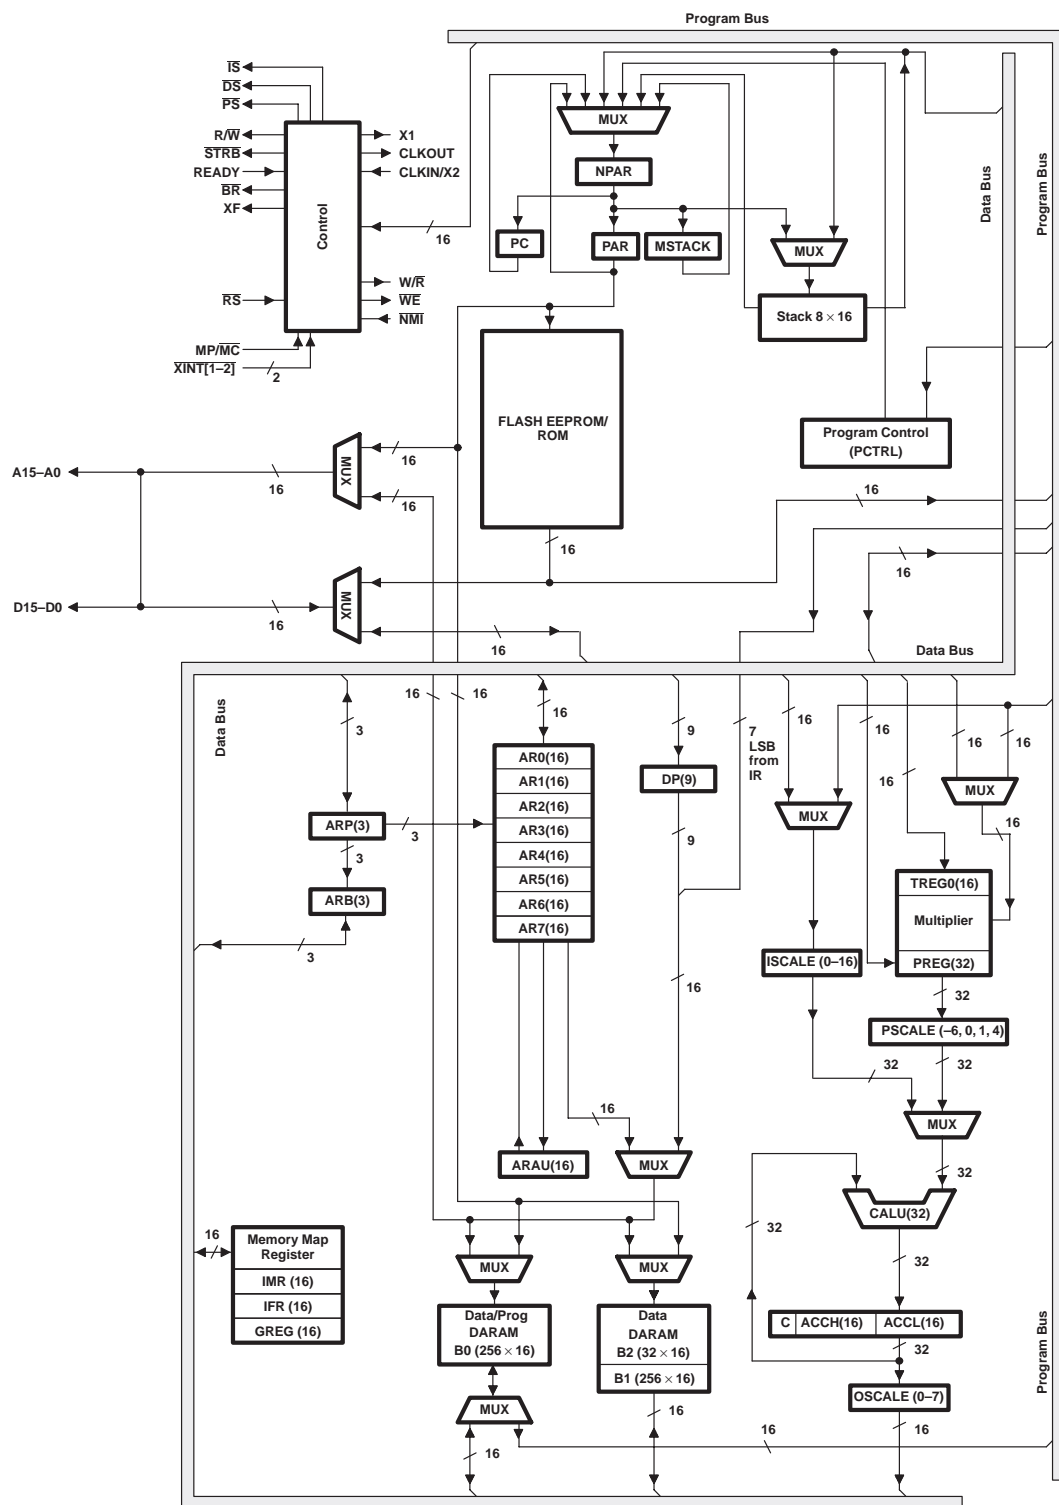 Program Bus
IS
DS
PS
R/W
STRB
READY
BR
XF
RS
MP/MC
XINT[1–2]
2
Control
X1
CLKOUT
CLKIN/X2
16
W/R
WE
NMI
MUX
NPAR
PC
PAR
MSTACK
MUX
Stack 8 × 16
Data Bus
Program Bus
FLASH EEPROM/
ROM
16
Program Control
(PCTRL)
A15–A0
16
MUX
16
16
16
16
D15–D0
16
MUX
16
Data Bus
Data Bus
3
16
16
16
9
7
LSB
from
IR
16
16
16
16
16
AR0(16)
AR1(16)
AR2(16)
AR3(16)
AR4(16)
AR5(16)
AR6(16)
AR7(16)
DP(9)
9
MUX
MUX
16
ARP(3)
3
3
ARB(3)
3
TREG0(16)
Multiplier
PREG(32)
ISCALE (0–16)
16
32
PSCALE (–6, 0, 1, 4)
32
32
16
MUX
ARAU(16)
MUX
32
CALU(32)
32
32
16
Memory Map
Register
IMR (16)
IFR (16)
GREG (16)
MUX
MUX
Data/Prog
DARAM
B0 (256 × 16)
Data
DARAM
B2 (32 × 16)
B1 (256 × 16)
C
ACCH(16)
ACCL(16)
32
OSCALE (0–7)
MUX
16
16
16
16
Program Bus